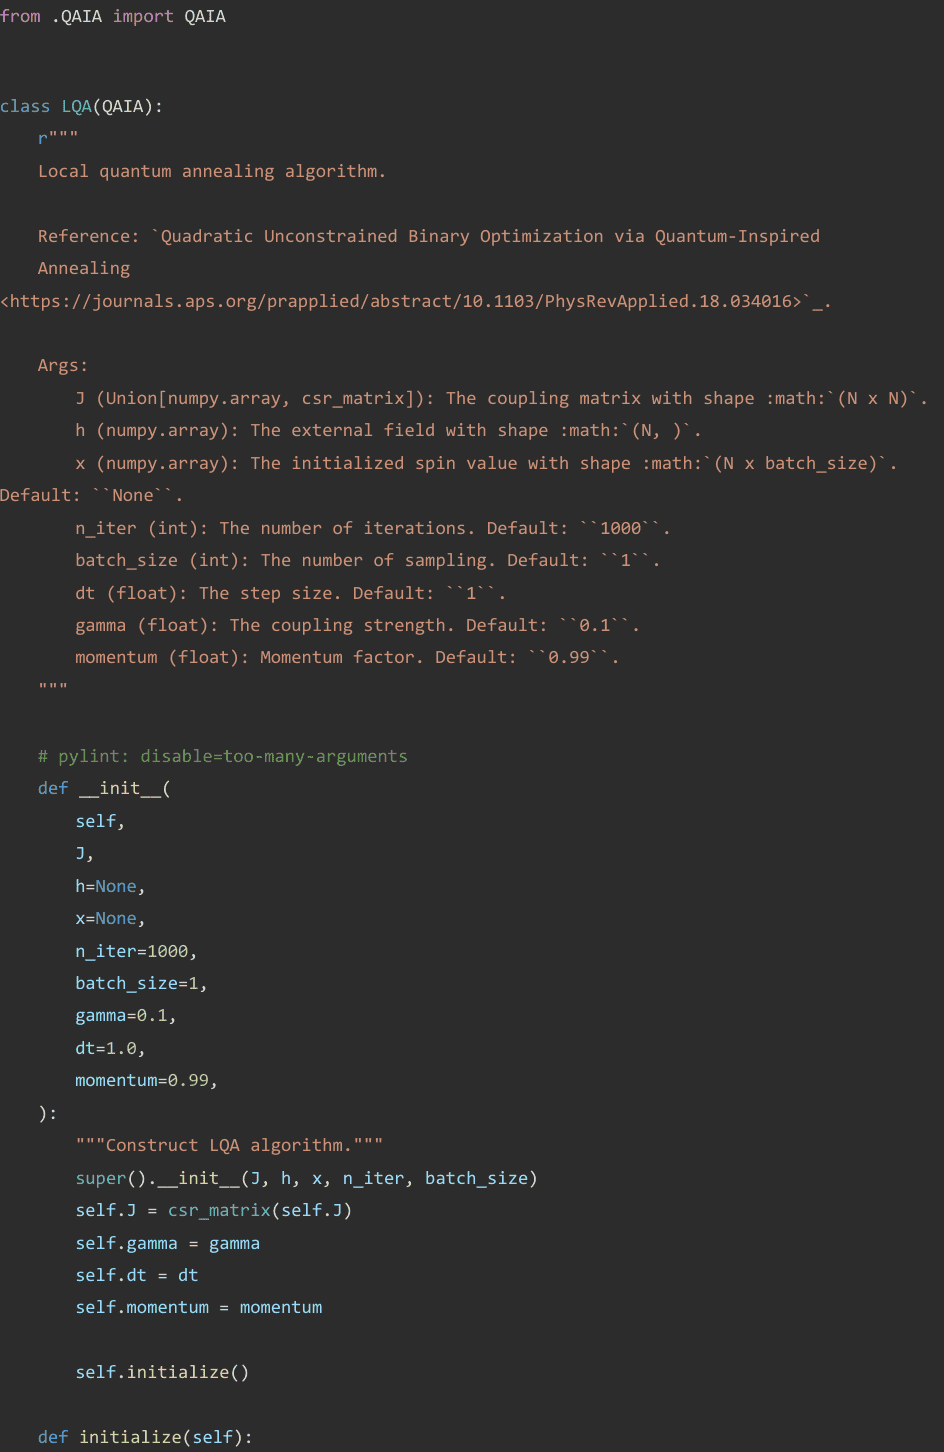 from .QAIA import QAIA
class LQA(QAIA):
r"""
Local quantum annealing algorithm.
Reference: `Quadratic Unconstrained Binary Optimization via Quantum-Inspired
Annealing
<https://journals.aps.org/prapplied/abstract/10.1103/PhysRevApplied.18.034016>`_.
Args:
J (Union[numpy.array, csr_matrix]): The coupling matrix with shape :math:`(N x N)`.
h (numpy.array): The external field with shape :math:`(N, )`.
x (numpy.array): The initialized spin value with shape :math:`(N x batch_size)`.
Default: ``None``.
n_iter (int): The number of iterations. Default: ``1000``.
batch_size (int): The number of sampling. Default: ``1``.
dt (float): The step size. Default: ``1``.
gamma (float): The coupling strength. Default: ``0.1``.
momentum (float): Momentum factor. Default: ``0.99``.
"""
# pylint: disable=too-many-arguments
def __init__(
self,
J,
h=None,
x=None,
n_iter=1000,
batch_size=1,
gamma=0.1,
dt=1.0,
momentum=0.99,
):
"""Construct LQA algorithm."""
super().__init__(J, h, x, n_iter, batch_size)
self.J = csr_matrix(self.J)
self.gamma = gamma
self.dt = dt
self.momentum = momentum
self.initialize()
def initialize(self):